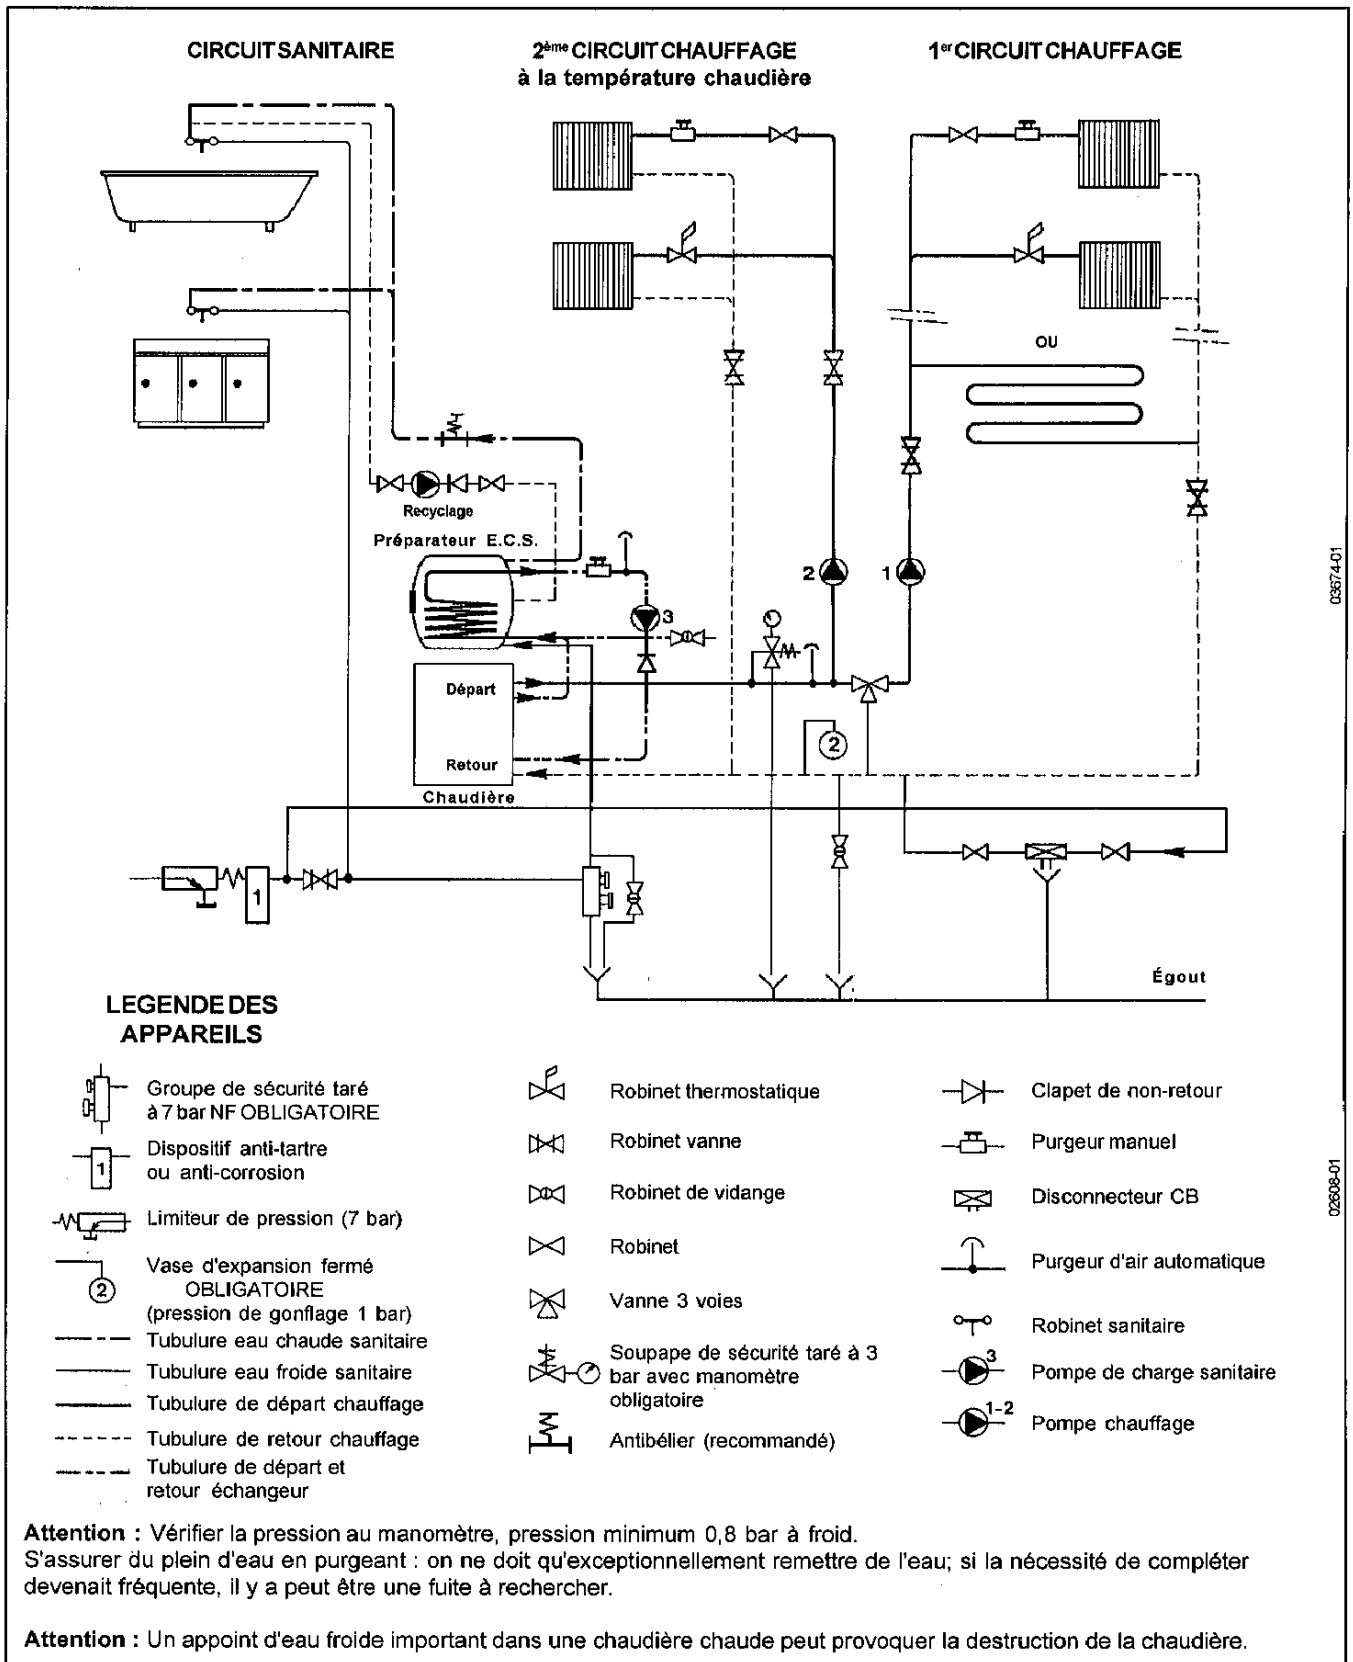 CIRCUIT SANITAIRE
2ème CIRCUIT CHAUFFAGE
à la température chaudière
1er CIRCUIT CHAUFFAGE
OU
Recyclage
Préparateur E.C.S.
2
1
3
Départ
2
Retour
Chaudière
1
Égout
03674-01
LEGENDE DES
APPAREILS
Groupe de sécurité taré
à 7 bar NF OBLIGATOIRE
1
Dispositif anti-tartre
ou anti-corrosion
Limiteur de pression (7 bar)
2
Vase d'expansion fermé
OBLIGATOIRE
(pression de gonflage 1 bar)
Tubulure eau chaude sanitaire
Tubulure eau froide sanitaire
Tubulure de départ chauffage
Tubulure de retour chauffage
Tubulure de départ et
retour échangeur
Robinet thermostatique
Robinet vanne
Robinet de vidange
Robinet
Vanne 3 voies
Soupape de sécurité taré à 3
bar avec manomètre
obligatoire
Antibélier (recommandé)
Clapet de non-retour
Purgeur manuel
Disconnecteur CB
Purgeur d'air automatique
Robinet sanitaire
3
Pompe de charge sanitaire
1-2
Pompe chauffage
02608-01
Attention : Vérifier la pression au manomètre, pression minimum 0,8 bar à froid.
S'assurer du plein d'eau en purgeant : on ne doit qu'exceptionnellement remettre de l'eau; si la nécessité de compléter
devenait fréquente, il y a peut être une fuite à rechercher.
Attention : Un appoint d'eau froide important dans une chaudière chaude peut provoquer la destruction de la chaudière.